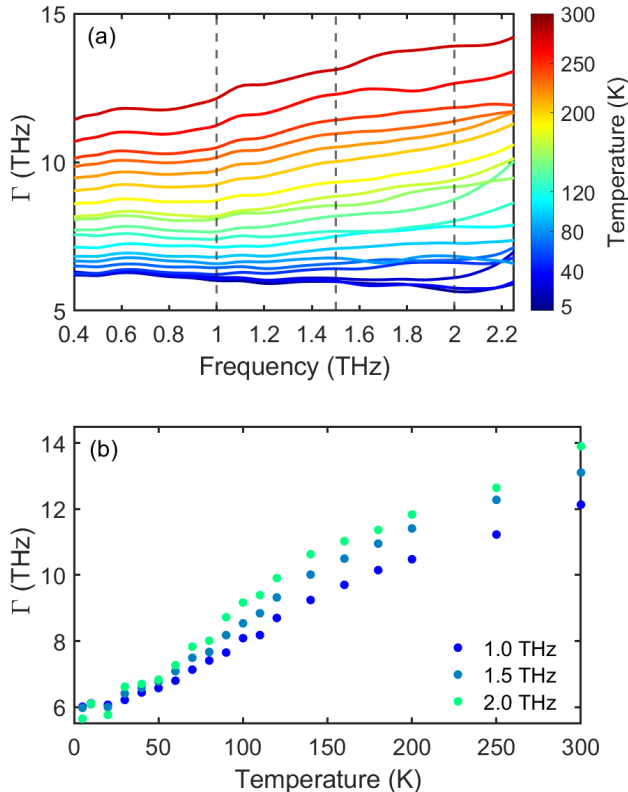 (a)
Γ (THz)
15
10
5
0.4 0.6 0.8 1 1.2 1.4 1.6 1.8 2 2.2
Frequency (THz)
300
250
200
120
80
40
5
Temperature (K)
(b)
Γ (THz)
14
12
10
8
6
1.0 THz
1.5 THz
2.0 THz
0 50 100 150 200 250 300
Temperature (K)